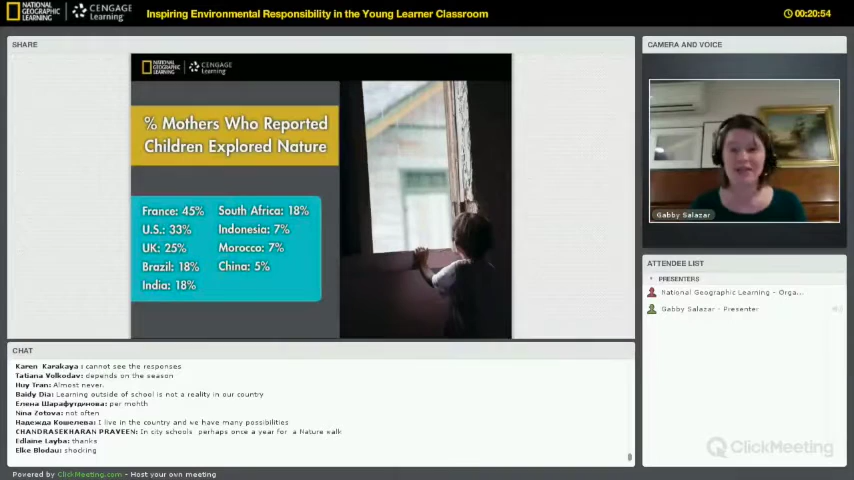 NATIONAL GEOGRAPHIC LEARNING
CENGAGE Learning
Inspiring Environmental Responsibility in the Young Learner Classroom
00:20:54
SHARE
NATIONAL GEOGRAPHIC LEARNING
CENGAGE Learning
% Mothers Who Reported
Children Explored Nature
France: 45%
U.S.: 33%
UK: 25%
Brazil: 18%
India: 18%
South Africa: 18%
Indonesia: 7%
Morocco: 7%
China: 5%
CAMERA AND VOICE
Gabby Salazar
ATTENDEE LIST
PRESENTERS
National Geographic Learning - Orga...
Gabby Salazar - Presenter
CHAT
Karen Karakaya : cannot see the responses
Tatiana Volkodav: depends on the season
Huy Tran: Almost never.
Baidy Dia: Learning outside of school is not a reality in our country
Елена Шарафутдинова: per mohth
Nina Zotova: not often
Надежда Кошелева: I live in the country and we have many possibilities
CHANDRASEKHARAN PRAVEEN: In city schools perhaps once a year for a Nature walk
Edlaine Layba: thanks
Elke Blodau: shocking
ClickMeeting
Powered by ClickMeeting.com - Host your own meeting